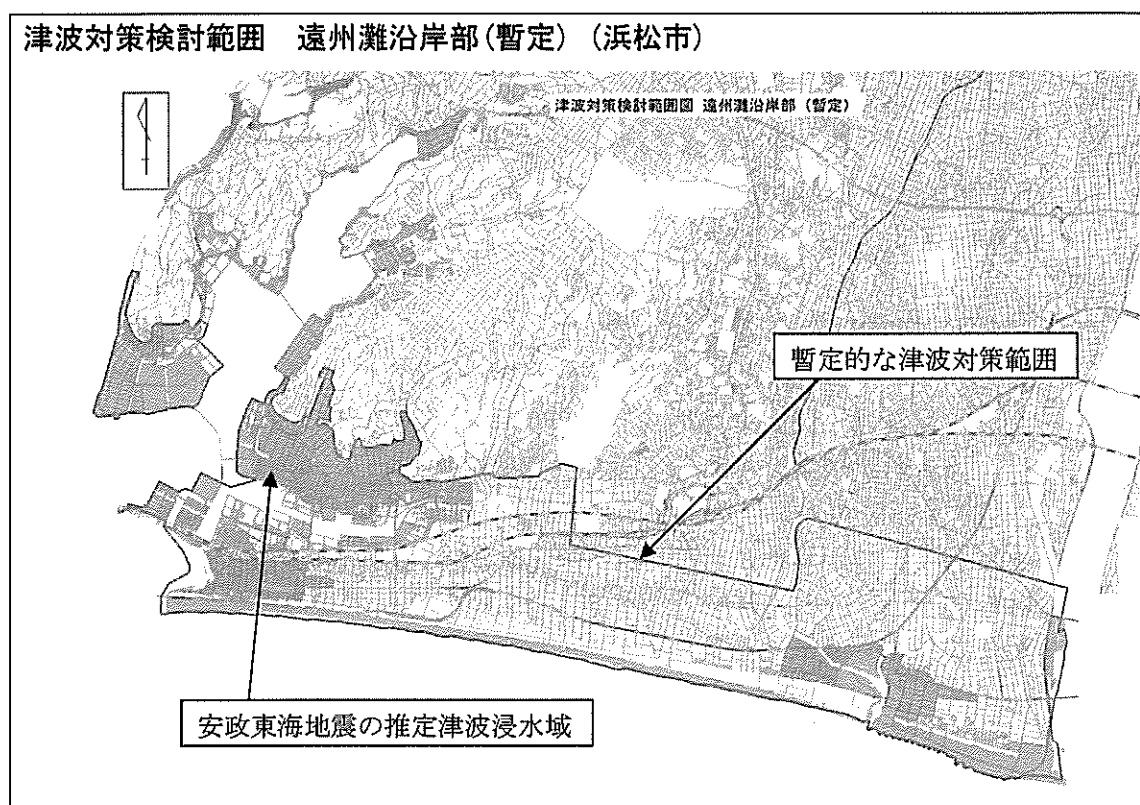 津波対策検討範囲　遠州灘沿岸部(暫定)（浜松市）
津波対策検討範囲図 遠州灘沿岸部（暫定）
暫定的な津波対策範囲
安政東海地震の推定津波浸水域